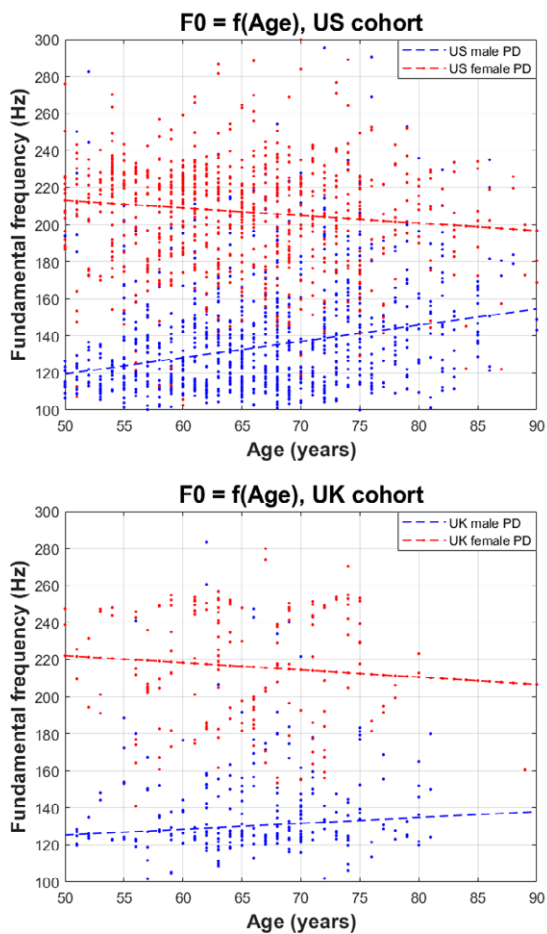 F0 = f(Age), US cohort
300
280
260
240
220
200
180
160
140
120
100
Fundamental frequency (Hz)
US male PD
US female PD
50 55 60 65 70 75 80 85 90
Age (years)
F0 = f(Age), UK cohort
300
280
260
240
220
200
180
160
140
120
100
Fundamental frequency (Hz)
UK male PD
UK female PD
50 55 60 65 70 75 80 85 90
Age (years)